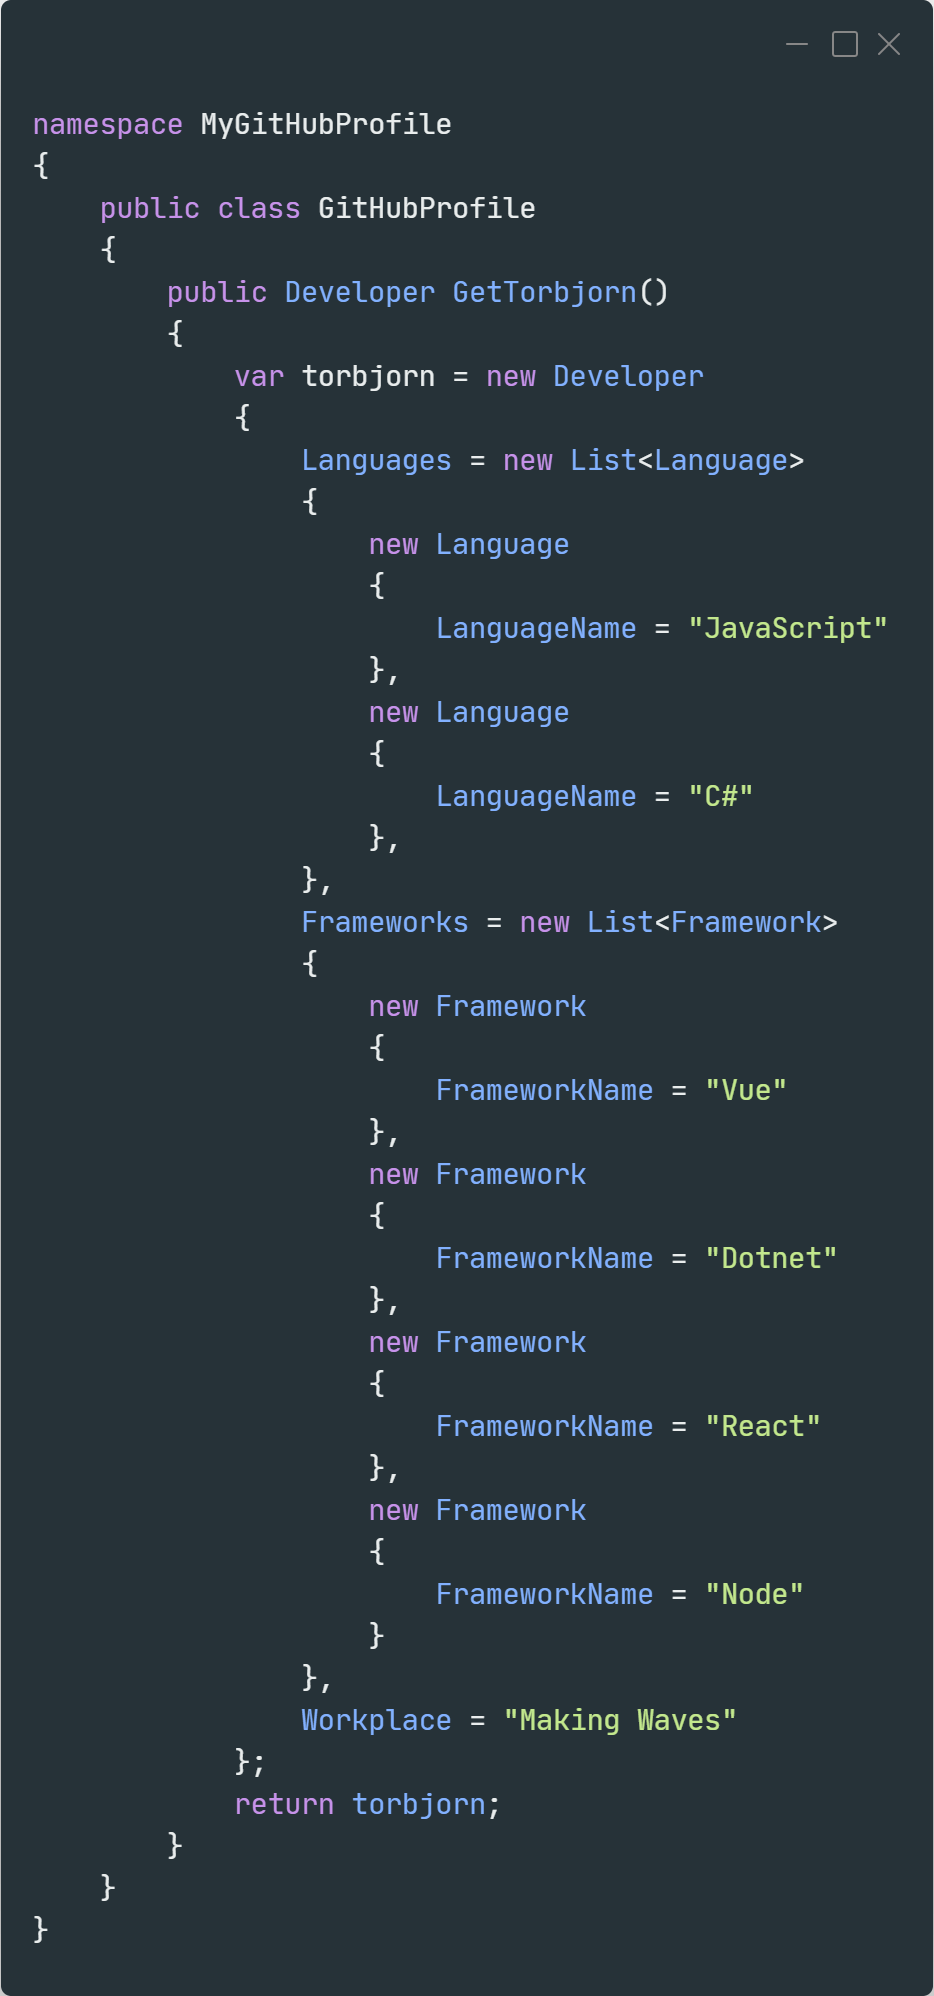 namespace MyGitHubProfile
{
    public class GitHubProfile
    {
        public Developer GetTorbjorn()
        {
            var torbjorn = new Developer
            {
                Languages = new List<Language>
                {
                    new Language
                    {
                        LanguageName = "JavaScript"
                    },
                    new Language
                    {
                        LanguageName = "C#"
                    },
                },
                Frameworks = new List<Framework>
                {
                    new Framework
                    {
                        FrameworkName = "Vue"
                    },
                    new Framework
                    {
                        FrameworkName = "Dotnet"
                    },
                    new Framework
                    {
                        FrameworkName = "React"
                    },
                    new Framework
                    {
                        FrameworkName = "Node"
                    }
                },
                Workplace = "Making Waves"
            };
            return torbjorn;
        }
    }
}